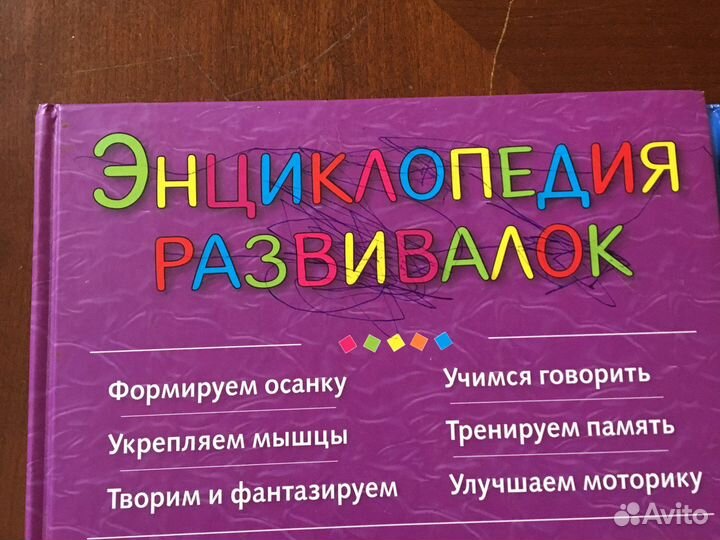 ЭНЦИКЛОПЕДИЯ
РАЗВИВАЛОК
Формируем осанку
Укрепляем мышцы
Творим и фантазируем
Учимся говорить
Тренируем память
Улучшаем моторику
Avito